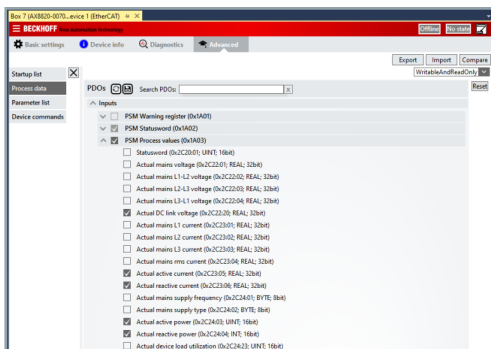 Box 7 (AX8820-0070...evice 1 (EtherCAT)
BECKHOFF New Automation Technology
Offline No state
Basic settings Device info Diagnostics Advanced
Export Import Compare
Startup list WritableAndReadOnly
Process data PDOs Search PDOs: x Reset
Parameter list Inputs
Device commands PSM Warning register (0x1A01)
PSM Statusword (0x1A02)
PSM Process values (0x1A03)
Statusword (0x2C20:01; UINT; 16bit)
Actual mains voltage (0x2C22:01; REAL; 32bit)
Actual mains L1-L2 voltage (0x2C22:02; REAL; 32bit)
Actual mains L2-L3 voltage (0x2C22:03; REAL; 32bit)
Actual mains L3-L1 voltage (0x2C22:04; REAL; 32bit)
Actual DC link voltage (0x2C22:20; REAL; 32bit)
Actual mains L1 current (0x2C23:01; REAL; 32bit)
Actual mains L2 current (0x2C23:02; REAL; 32bit)
Actual mains L3 current (0x2C23:03; REAL; 32bit)
Actual mains rms current (0x2C23:04; REAL; 32bit)
Actual active current (0x2C23:05; REAL; 32bit)
Actual reactive current (0x2C23:06; REAL; 32bit)
Actual mains supply frequency (0x2C24:01; BYTE; 8bit)
Actual mains supply type (0x2C24:02; BYTE; 8bit)
Actual active power (0x2C24:03; UINT; 16bit)
Actual reactive power (0x2C24:04; INT; 16bit)
Actual device load utilization (0x2C24:23; UINT; 16bit)